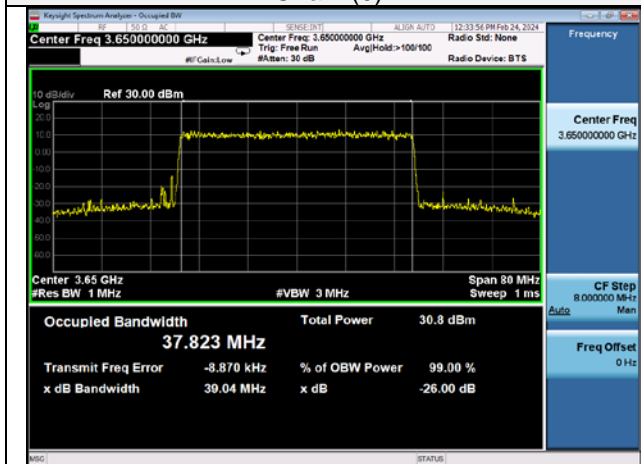 Keysight Spectrum Analyzer - Occupied BW
RF 50 Ω AC SENSE:INT ALIGN AUTO 12:33:56 PM Feb 24, 2024
Center Freq 3.650000000 GHz Center Freq: 3.650000000 GHz Radio Std: None Frequency
Trig: Free Run Avg|Hold:>100/100
#IFGain:Low #Atten: 30 dB Radio Device: BTS
10 dB/div Ref 30.00 dBm
Log
20.0
10.0
0.00
10.0
20.0
30.0
40.0
50.0
60.0
Center Freq
3.650000000 GHz
Center 3.65 GHz Span 80 MHz
#Res BW 1 MHz #VBW 3 MHz Sweep 1 ms
CF Step
8.000000 MHz
Auto Man
Occupied Bandwidth Total Power 30.8 dBm
37.823 MHz
Freq Offset
0 Hz
Transmit Freq Error -8.870 kHz % of OBW Power 99.00 %
x dB Bandwidth 39.04 MHz x dB -26.00 dB
MSG STATUS